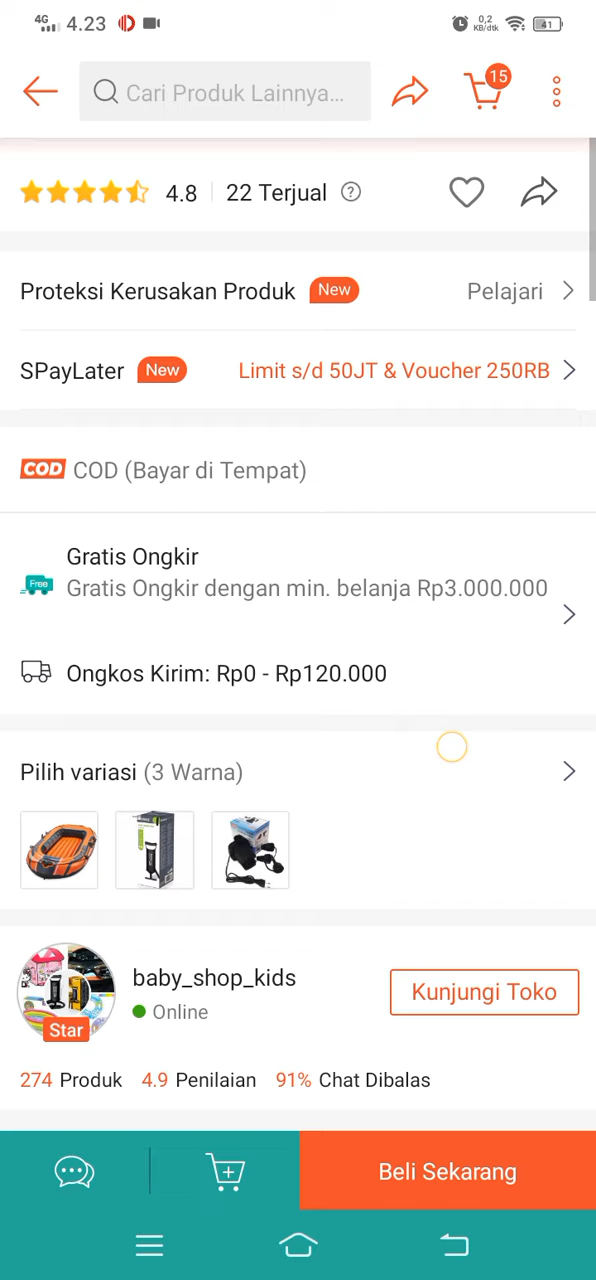 4G 4.23 0,2 KB/dtk 41
Cari Produk Lainnya... 15
4.8 22 Terjual ?
Proteksi Kerusakan Produk New Pelajari
SPayLater New Limit s/d 50JT & Voucher 250RB
COD COD (Bayar di Tempat)
Gratis Ongkir
Free Gratis Ongkir dengan min. belanja Rp3.000.000
Ongkos Kirim: Rp0 - Rp120.000
Pilih variasi (3 Warna)
baby_shop_kids
Online
Kunjungi Toko
Star
274 Produk 4.9 Penilaian 91% Chat Dibalas
Beli Sekarang